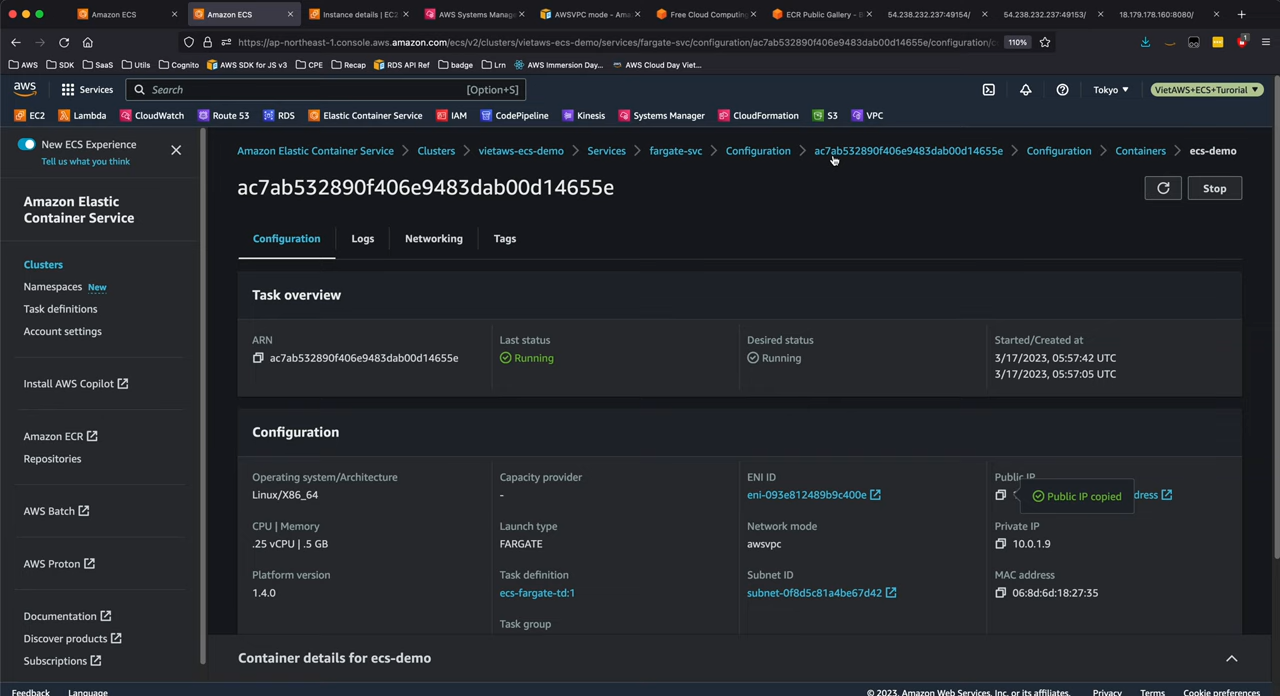 Amazon ECS
Amazon ECS
Instance details | EC2
AWS Systems Manage
AWSVPC mode - Ama
Free Cloud Computing
ECR Public Gallery -
54.238.232.237:49154/
54.238.232.237:49153/
18.179.178.160:8080/
https://ap-northeast-1.console.aws.amazon.com/ecs/v2/clusters/vietaws-ecs-demo/services/fargate-svc/configuration/ac7ab532890f406e9483dab00d14655e/configuration/c
110%
AWS SDK SaaS Utils Cognito AWS SDK for JS v3 CPE Recap RDS API Ref badge Lrn AWS Immersion Day... AWS Cloud Day Viet...
aws Services Search [Option+S] Tokyo VietAWS+ECS+Turorial
EC2 Lambda CloudWatch Route 53 RDS Elastic Container Service IAM CodePipeline Kinesis Systems Manager CloudFormation S3 VPC
New ECS Experience
Tell us what you think
Amazon Elastic Container Service
Clusters
Namespaces New
Task definitions
Account settings
Install AWS Copilot
Amazon ECR
Repositories
AWS Batch
AWS Proton
Documentation
Discover products
Subscriptions
Amazon Elastic Container Service Clusters vietaws-ecs-demo Services fargate-svc Configuration ac7ab532890f406e9483dab00d14655e Configuration Containers ecs-demo
ac7ab532890f406e9483dab00d14655e
Stop
Configuration Logs Networking Tags
Task overview
ARN
ac7ab532890f406e9483dab00d14655e
Last status
Running
Desired status
Running
Started/Created at
3/17/2023, 05:57:42 UTC
3/17/2023, 05:57:05 UTC
Configuration
Operating system/Architecture
Linux/X86_64
CPU | Memory
.25 vCPU | .5 GB
Platform version
1.4.0
Capacity provider
-
Launch type
FARGATE
Task definition
ecs-fargate-td:1
Task group
ENI ID
eni-093e812489b9c400e
Network mode
awsvpc
Subnet ID
subnet-0f8d5c81a4be67d42
Public IP
Public IP copied
dress
Private IP
10.0.1.9
MAC address
06:8d:6d:18:27:35
Container details for ecs-demo
Feedback Language © 2023, Amazon Web Services, Inc. or its affiliates. Privacy Terms Cookie preferences